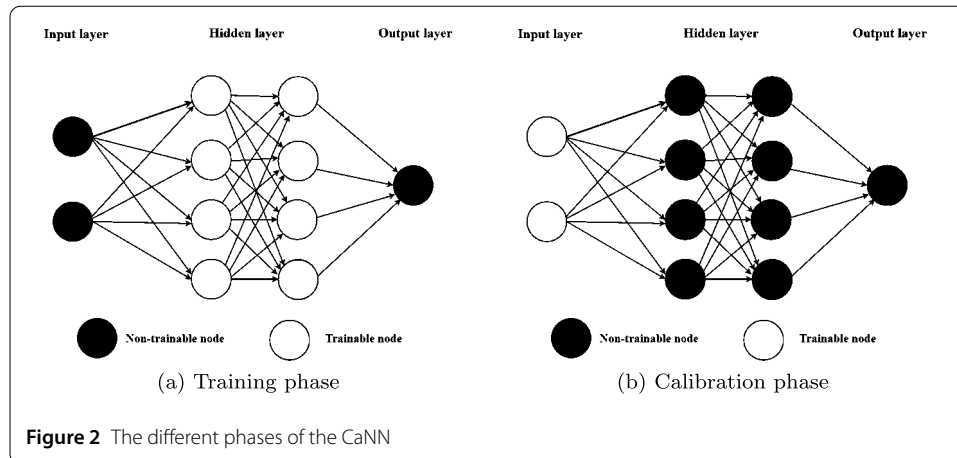 Input layer Hidden layer Output layer
Non-trainable node Trainable node
(a) Training phase
Input layer Hidden layer Output layer
Non-trainable node Trainable node
(b) Calibration phase
Figure 2 The different phases of the CaNN